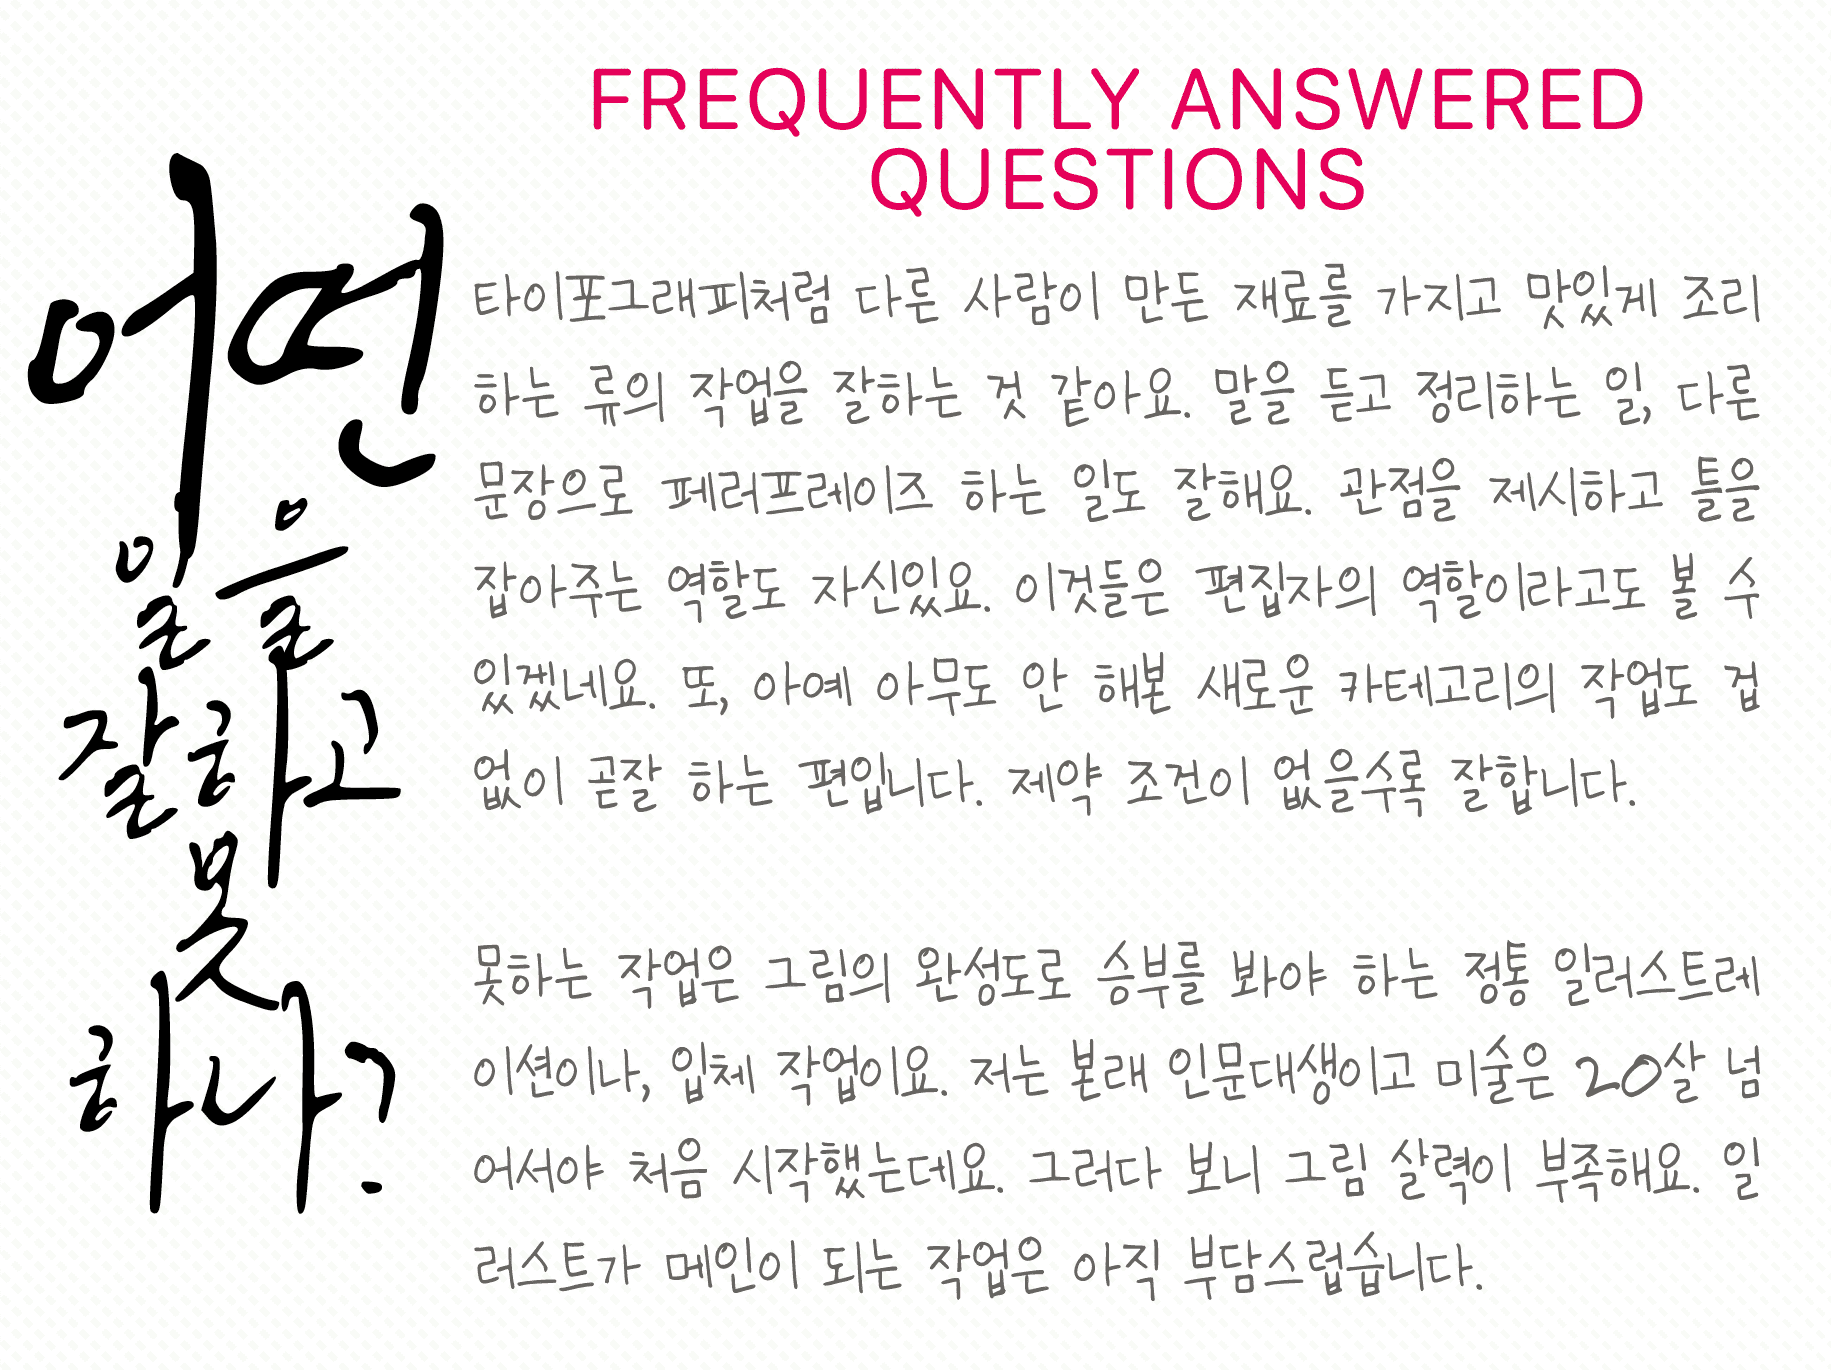 FREQUENTLY ANSWERED
QUESTIONS
어떤
일을
잘하고
못
하나?
타이포그래피처럼 다른 사람이 만든 재료를 가지고 맛있게 조리
하는 류의 작업을 잘하는 것 같아요. 말을 듣고 정리하는 일, 다른
문장으로 페러프레이즈 하는 일도 잘해요. 관점을 제시하고 틀을
잡아주는 역할도 자신있요. 이것들은 편집자의 역할이라고도 볼 수
있겠네요. 또, 아예 아무도 안 해본 새로운 카테고리의 작업도 겁
없이 곧잘 하는 편입니다. 제약 조건이 없을수록 잘합니다.
못하는 작업은 그림의 완성도로 승부를 봐야 하는 정통 일러스트레
이션이나, 입체 작업이요. 저는 본래 인문대생이고 미술은 20살 넘
어서야 처음 시작했는데요. 그러다 보니 그림 살력이 부족해요. 일
러스트가 메인이 되는 작업은 아직 부담스럽습니다.